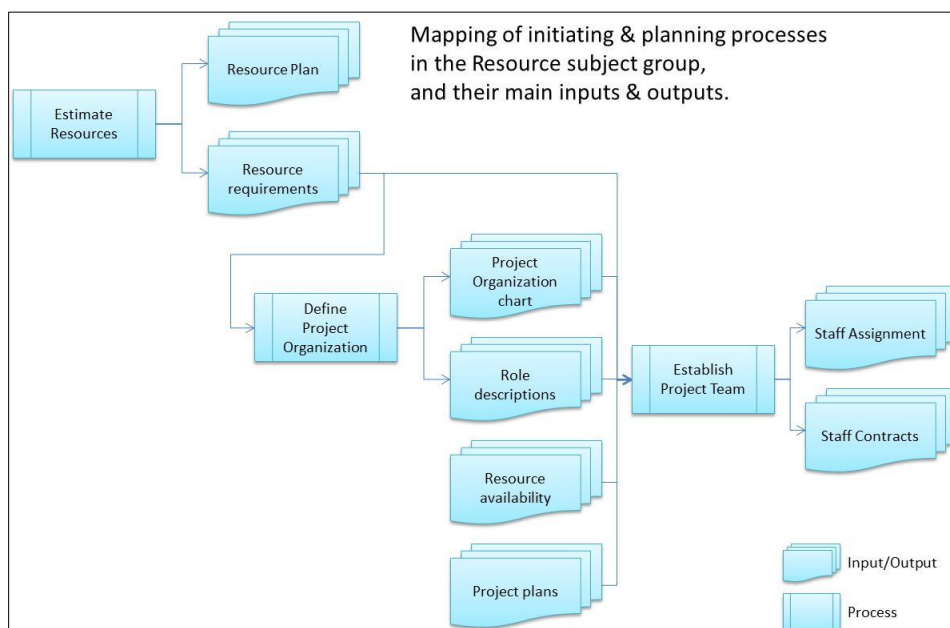 Mapping of initiating & planning processes
in the Resource subject group,
and their main inputs & outputs.
Resource Plan
Estimate
Resources
Resource
requirements
Project
Organization
chart
Define
Project
Organization
Role
descriptions
Establish
Project Team
Staff Assignment
Staff Contracts
Resource
availability
Project plans
Input/Output
Process